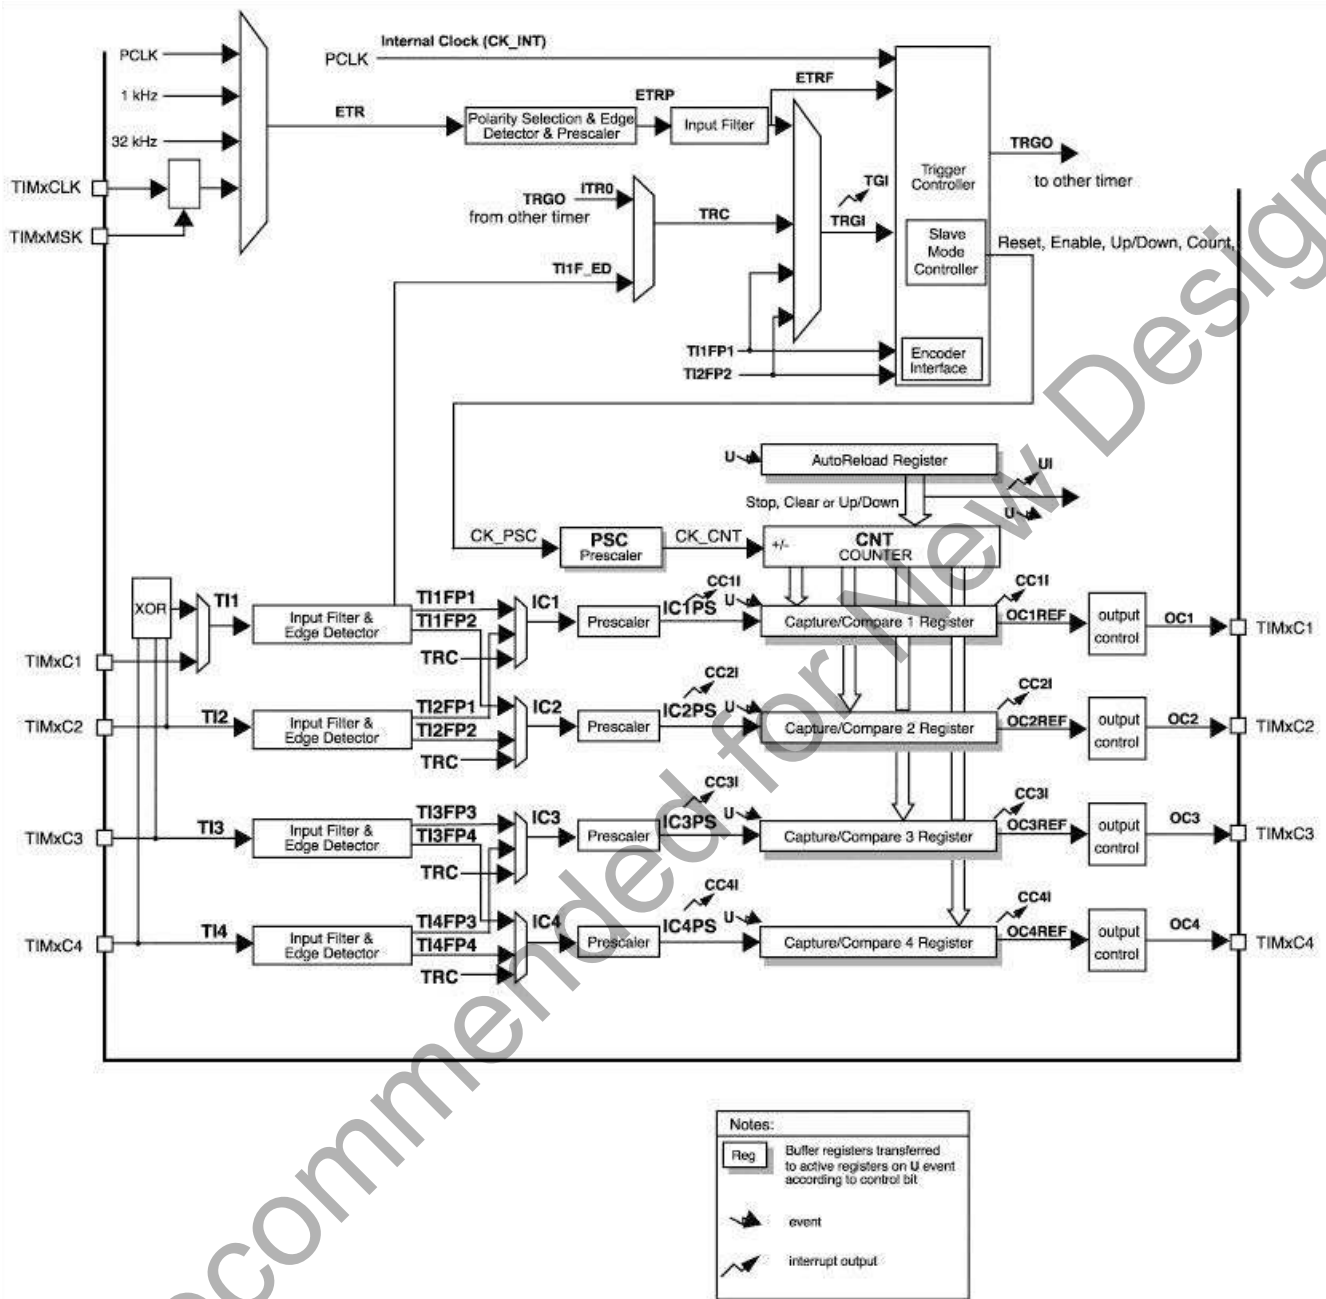 Internal Clock (CK_INT)
PCLK
PCLK
ETRF
1 kHz
ETRP
ETR
Polarity Selection & Edge
Detector & Prescaler
Input Filter
32 kHz
TRGO
to other timer
Trigger
Controller
TIMxCLK
TGI
ITR0
TRGO
from other timer
TRC
TRGI
TIMxMSK
Slave
Mode
Controller
Reset, Enable, Up/Down, Count,
TI1F_ED
TI1FP1
TI2FP2
Encoder
Interface
U
AutoReload Register
UI
Stop, Clear or Up/Down
U
CK_PSC
PSC
Prescaler
CK_CNT
+/-
CNT
COUNTER
XOR
TI1
Input Filter &
Edge Detector
TI1FP1
TI1FP2
TRC
IC1
Prescaler
CC1I
IC1PS
U
Capture/Compare 1 Register
CC1I
OC1REF
output
control
OC1
TIMxC1
TIMxC1
TIMxC2
TI2
Input Filter &
Edge Detector
TI2FP1
TI2FP2
TRC
IC2
Prescaler
CC2I
IC2PS
U
Capture/Compare 2 Register
CC2I
OC2REF
output
control
OC2
TIMxC2
TIMxC3
TI3
Input Filter &
Edge Detector
TI3FP3
TI3FP4
TRC
IC3
Prescaler
CC3I
IC3PS
U
Capture/Compare 3 Register
CC3I
OC3REF
output
control
OC3
TIMxC3
TIMxC4
TI4
Input Filter &
Edge Detector
TI4FP3
TI4FP4
TRC
IC4
Prescaler
CC4I
IC4PS
U
Capture/Compare 4 Register
CC4I
OC4REF
output
control
OC4
TIMxC4
Notes:
Reg
Buffer registers transferred
to active registers on U event
according to control bit
event
interrupt output
ecommended for New Design